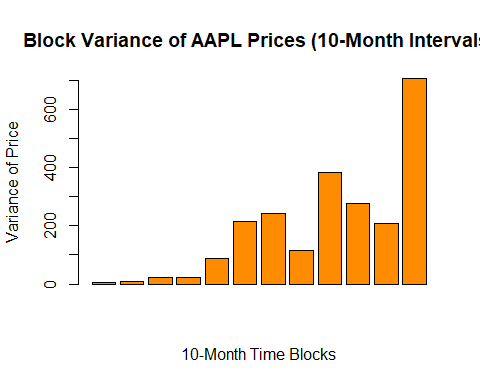 Block Variance of AAPL Prices (10-Month Intervals
Variance of Price
600
400
200
0
10-Month Time Blocks